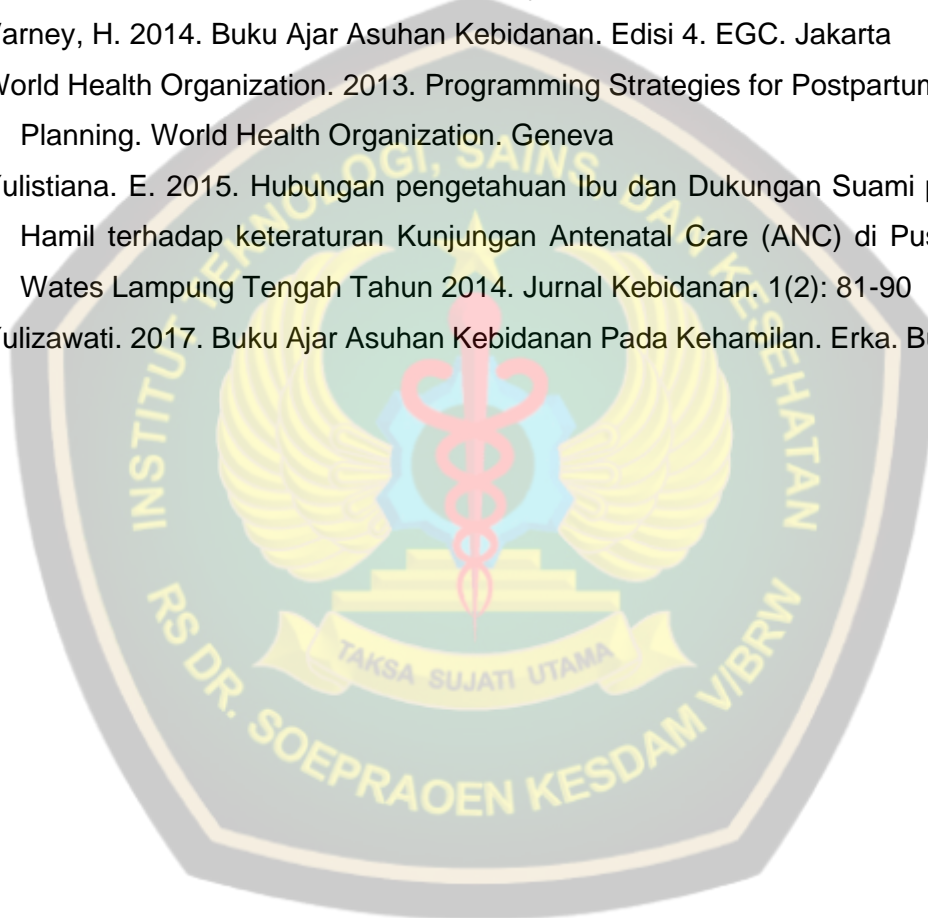 Varney, H. 2014. Buku Ajar Asuhan Kebidanan. Edisi 4. EGC. Jakarta
World Health Organization. 2013. Programming Strategies for Postpartum
Planning. World Health Organization. Geneva
Yulistiana. E. 2015. Hubungan pengetahuan Ibu dan Dukungan Suami p
Hamil terhadap keteraturan Kunjungan Antenatal Care (ANC) di Pus
Wates Lampung Tengah Tahun 2014. Jurnal Kebidanan. 1(2): 81-90
Yulizawati. 2017. Buku Ajar Asuhan Kebidanan Pada Kehamilan. Erka. Bu
INSTITUT TEKNOLOGI, SAINS DAN KESEHATAN
TAKSA SUJATI UTAMA
RS DR. SOEPRAOEN KESDAM V/BRW